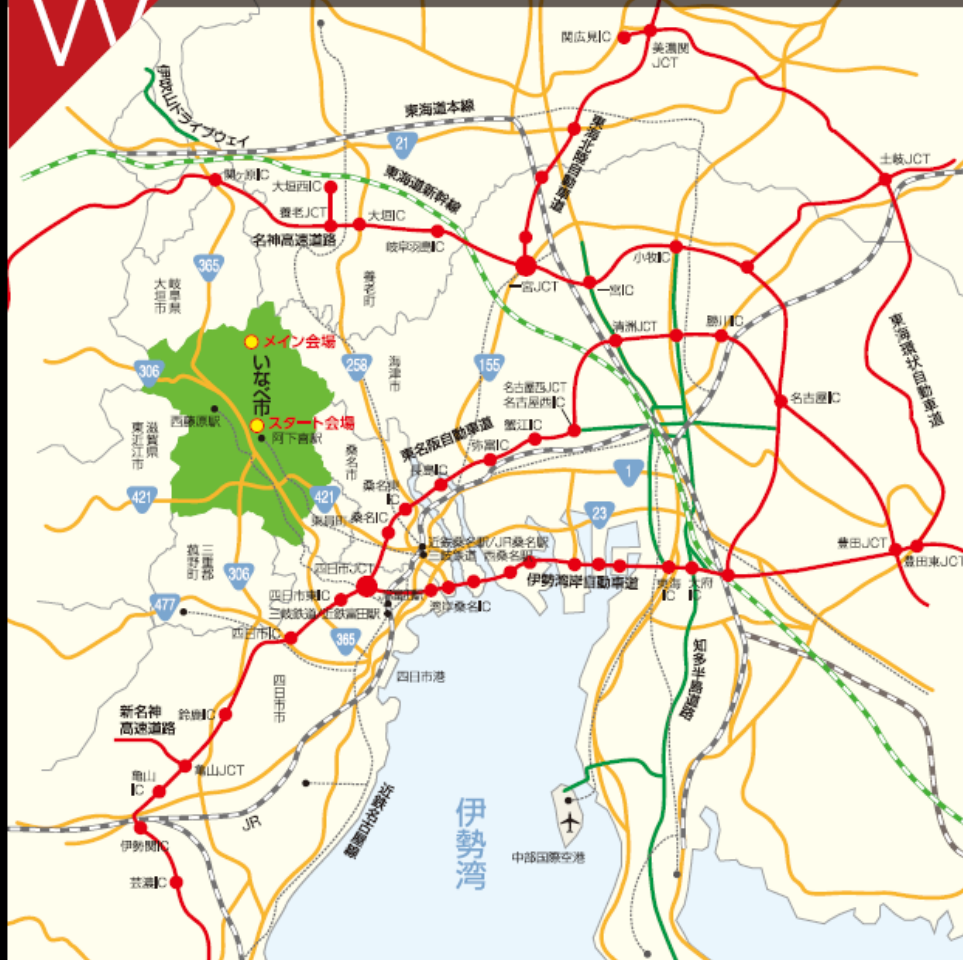 W
関広見IC
美濃関
JCT
伊吹山ドライブウェイ
東海道本線
21
東海北陸自動車道
土岐JCT
関ヶ原IC
大垣西IC
東海道新幹線
養老JCT
大垣IC
名神高速道路
岐阜羽島IC
小牧IC
365
一宮JCT
一宮IC
岐阜県
大垣市
養老町
清洲JCT
勝川IC
東海環状自動車道
メイン会場
いなべ市
306
258
海津市
155
名古屋西JCT
名古屋西IC
名古屋IC
西藤原駅
スタート会場
阿下喜駅
蟹江IC
滋賀県
東近江市
東名阪自動車道
弥富IC
桑名市
長島IC
1
421
421
桑名東
IC
東員町
桑名IC
23
近鉄桑名駅/JR桑名駅
三岐鉄道 西桑名駅
豊田JCT
豊田東JCT
三重郡
菰野町
306
四日市JCT
伊勢湾岸自動車道
東海
IC
大府
IC
四日市東IC
湾岸桑名IC
477
三岐鉄道/近鉄富田駅
四日市IC
365
知多半島道路
四日市港
四日市市
新名神
高速道路
鈴鹿IC
亀山JCT
亀山
IC
近鉄名古屋線
JR
伊勢湾
伊勢関IC
中部国際空港
芸濃IC